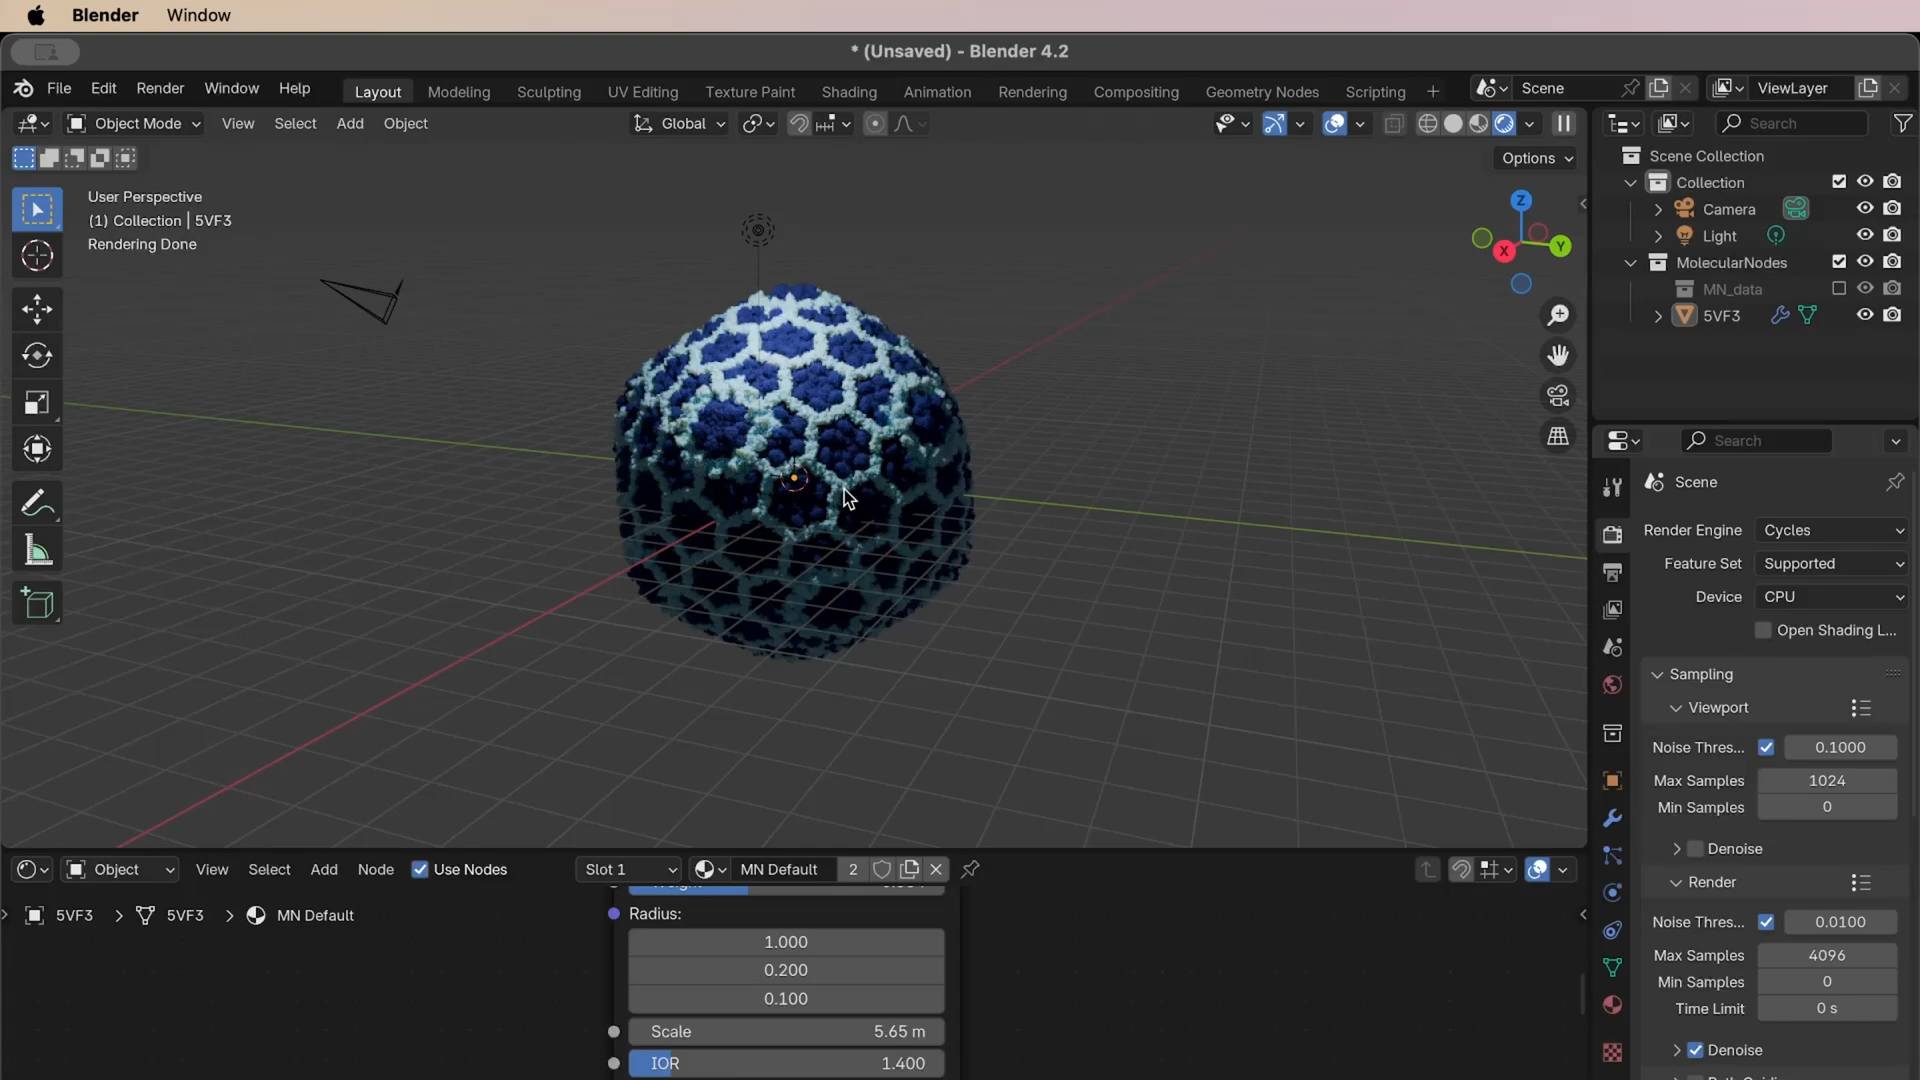 Blender Window
* (Unsaved) - Blender 4.2
File Edit Render Window Help Layout Modeling Sculpting UV Editing Texture Paint Shading Animation Rendering Compositing Geometry Nodes Scripting + Scene ViewLayer
Object Mode View Select Add Object Global
Options
User Perspective
(1) Collection | 5VF3
Rendering Done
Z
Y
X
Search
Scene Collection
Collection
Camera
Light
MolecularNodes
MN_data
5VF3
Search
Scene
Render Engine Cycles
Feature Set Supported
Device CPU
Open Shading L...
Sampling
Viewport
Noise Thres... 0.1000
Max Samples 1024
Min Samples 0
Denoise
Render
Noise Thres... 0.0100
Max Samples 4096
Min Samples 0
Time Limit 0 s
Denoise
Object View Select Add Node Use Nodes Slot 1 MN Default 2
5VF3 > 5VF3 > MN Default
Radius:
1.000
0.200
0.100
Scale 5.65 m
IOR 1.400